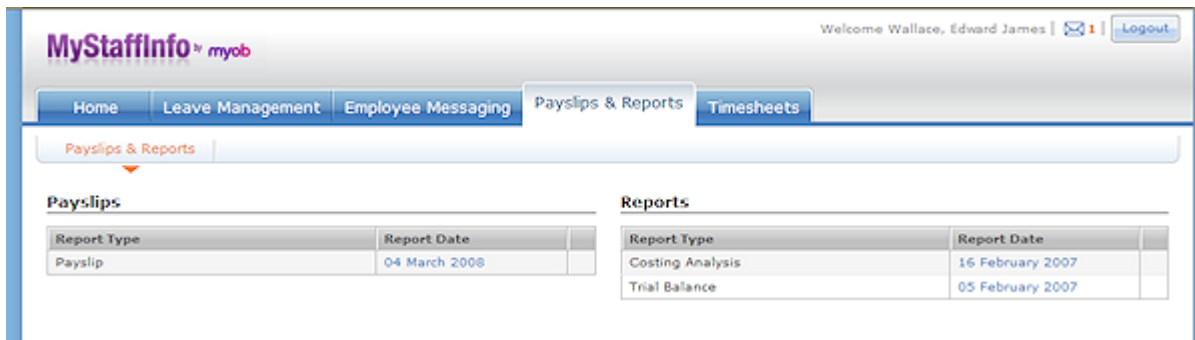 Welcome Wallace, Edward James | 1 | Logout
MyStaffInfo by myob
Home Leave Management Employee Messaging Payslips & Reports Timesheets
Payslips & Reports
Payslips
Report Type Report Date
Payslip 04 March 2008
Reports
Report Type Report Date
Costing Analysis 16 February 2007
Trial Balance 05 February 2007